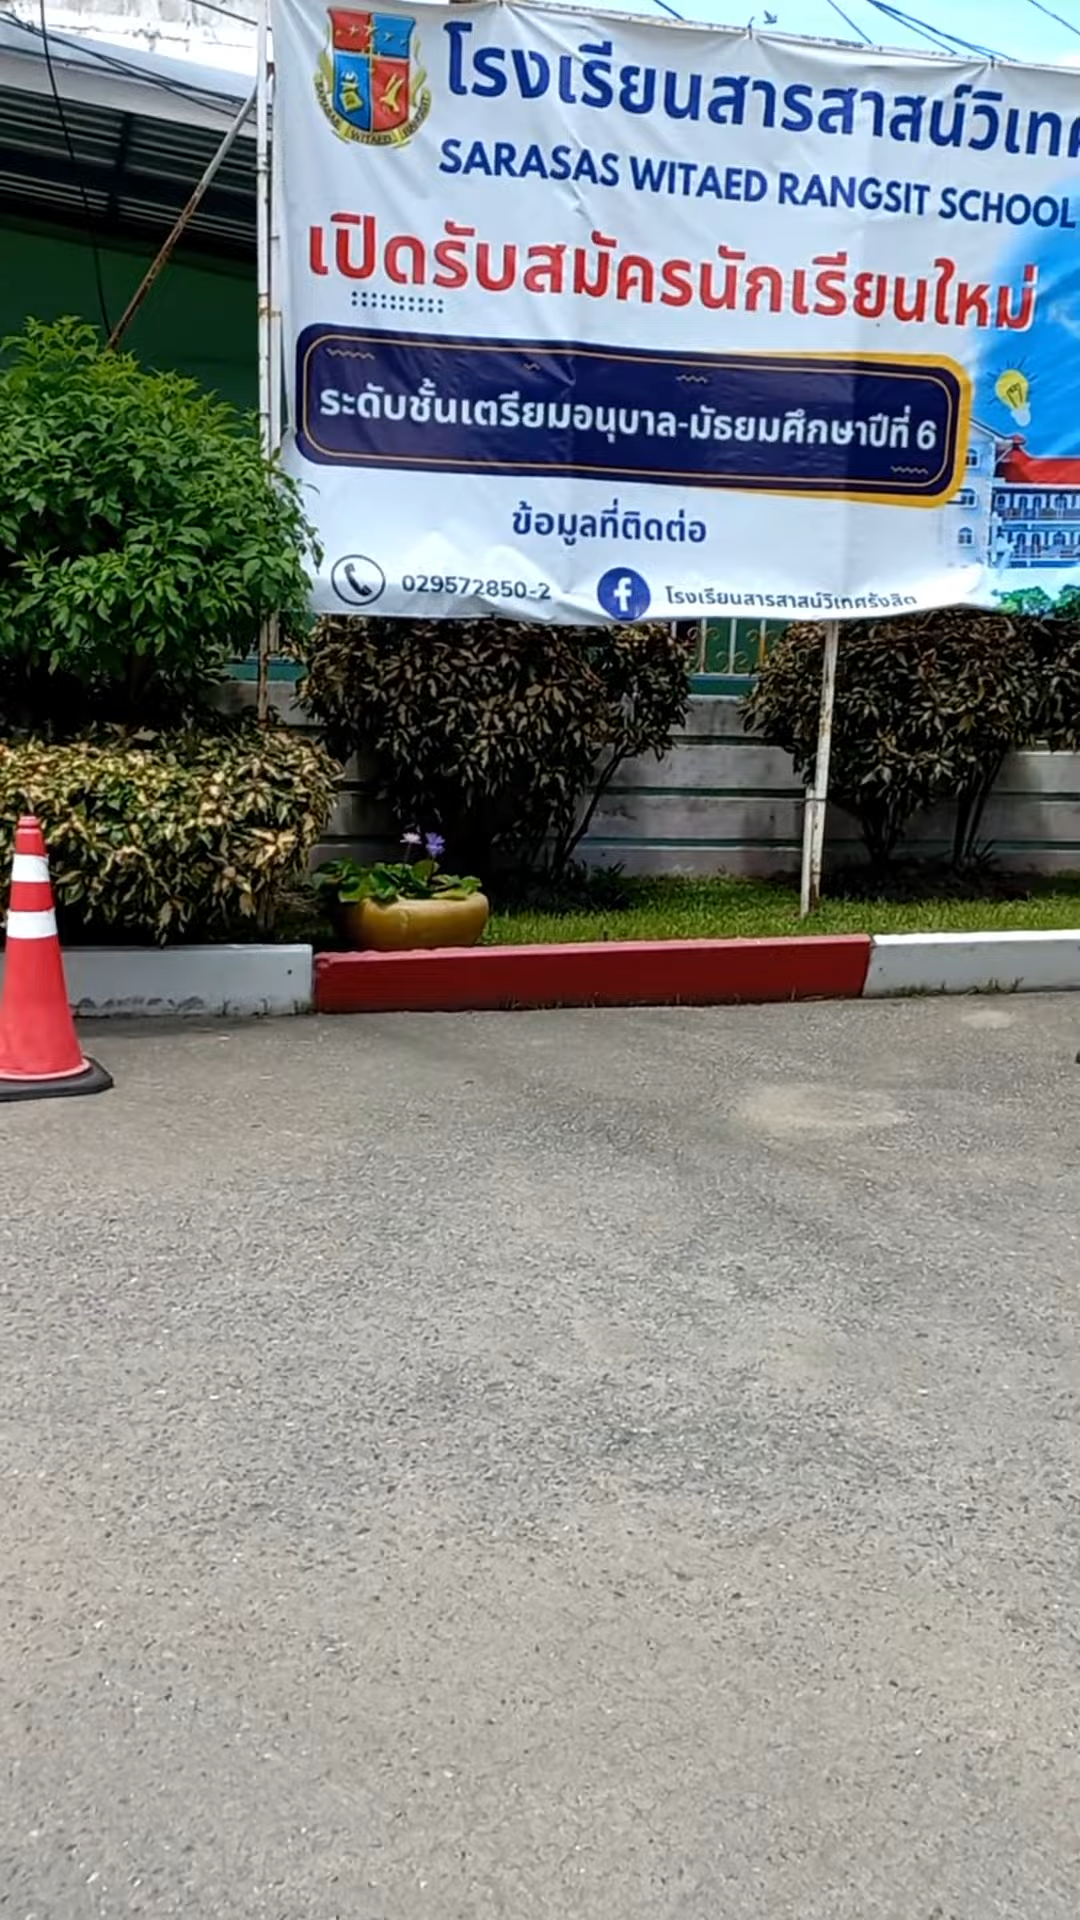 โรงเรียนสารสาสน์วิเทศ
SARASAS WITAED RANGSIT SCHOOL
เปิดรับสมัครนักเรียนใหม่
ระดับชั้นเตรียมอนุบาล-มัธยมศึกษาปีที่ 6
ข้อมูลที่ติดต่อ
029572850-2
โรงเรียนสารสาสน์วิเทศรังสิต
WITAED